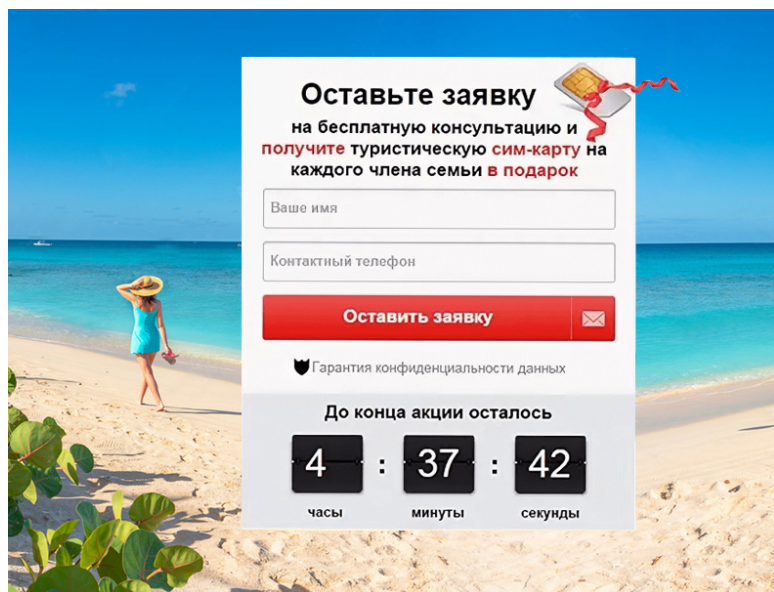 Оставьте заявку
на бесплатную консультацию и
получите туристическую сим-карту на
каждого члена семьи в подарок
Ваше имя
Контактный телефон
Оставить заявку
Гарантия конфиденциальности данных
До конца акции осталось
4 : 37 : 42
часы минуты секунды